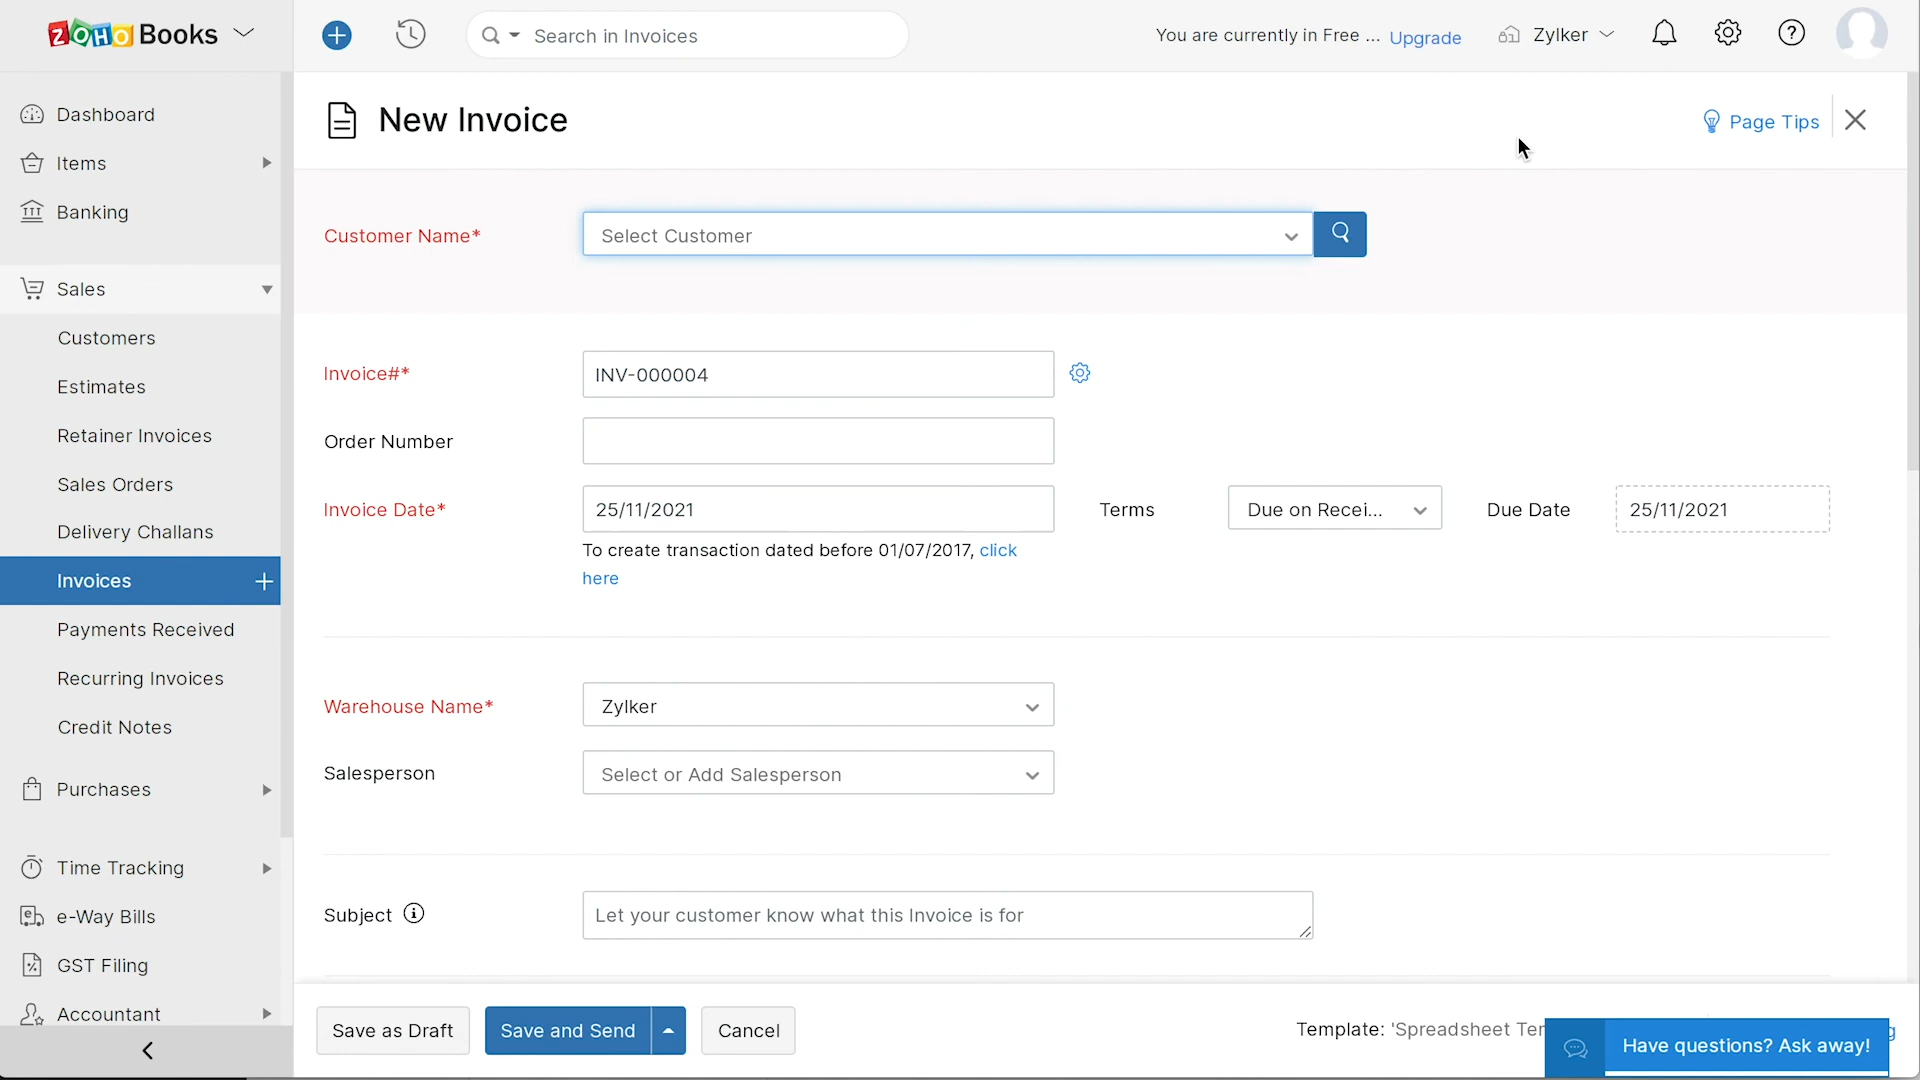 ZOHO Books
Search in Invoices
You are currently in Free ... Upgrade
Zylker
Dashboard
Items
Banking
Sales
Customers
Estimates
Retainer Invoices
Sales Orders
Delivery Challans
Invoices
Payments Received
Recurring Invoices
Credit Notes
Purchases
Time Tracking
e-Way Bills
GST Filing
Accountant
New Invoice
Page Tips
Customer Name*
Select Customer
Invoice#*
INV-000004
Order Number
Invoice Date*
25/11/2021
Terms
Due on Recei...
Due Date
25/11/2021
To create transaction dated before 01/07/2017, click
here
Warehouse Name*
Zylker
Salesperson
Select or Add Salesperson
Subject
Let your customer know what this Invoice is for
Save as Draft
Save and Send
Cancel
Template: 'Spreadsheet Te
Have questions? Ask away!